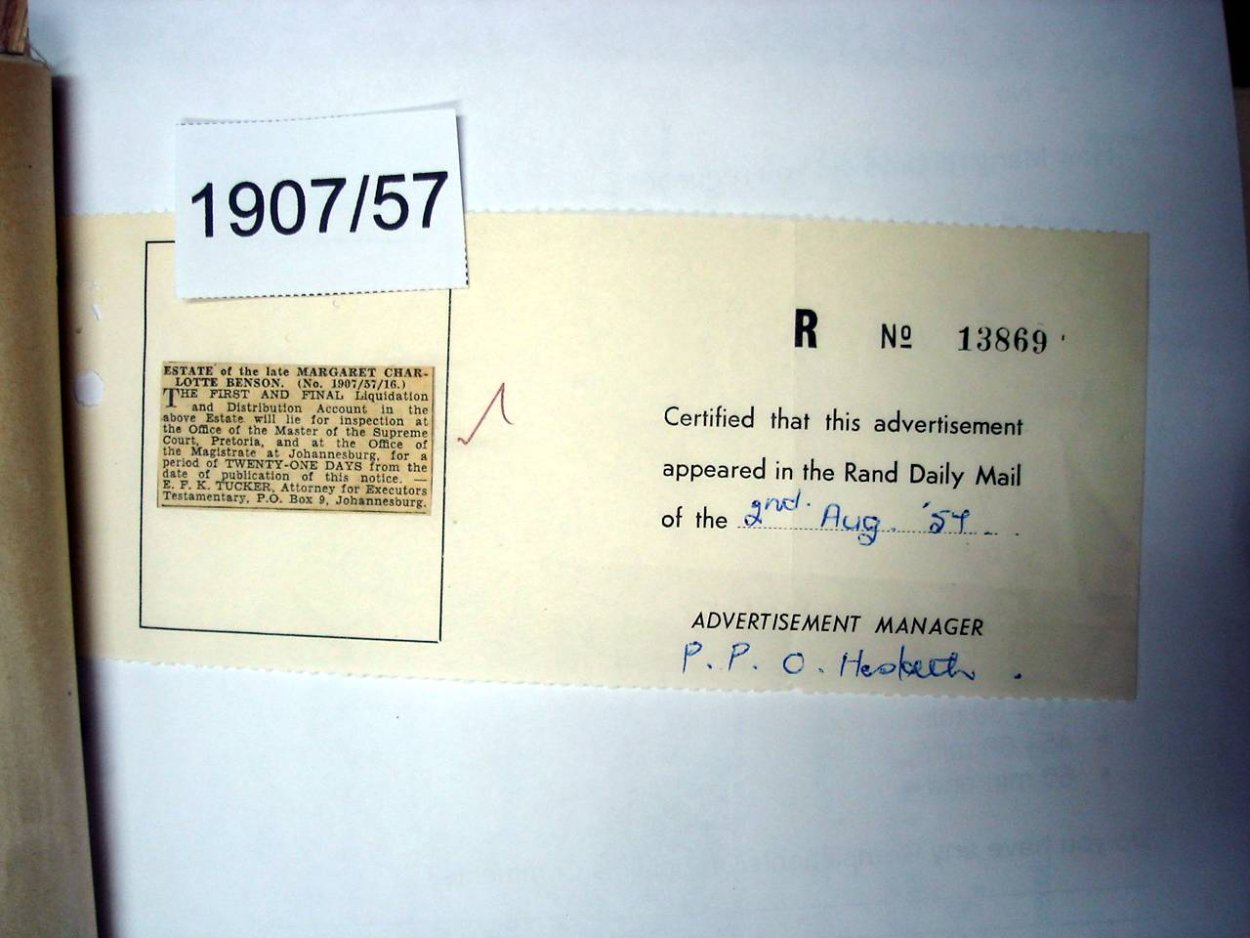 1907/57
ESTATE of the late MARGARET CHAR-
LOTTE BENSON. (No. 1907/57/16.)
THE FIRST AND FINAL Liquidation
and Distribution Account in the
above Estate will lie for inspection at
the Office of the Master of the Supreme
Court, Pretoria, and at the Office of
the Magistrate at Johannesburg, for a
period of TWENTY-ONE DAYS from the
date of publication of this notice. —
E. F. K. TUCKER, Attorney for Executors
Testamentary, P.O. Box 9, Johannesburg.
R Nº 13869
Certified that this advertisement
appeared in the Rand Daily Mail
of the 2nd. Aug. '57
ADVERTISEMENT MANAGER
P. P. O. Hesketh.